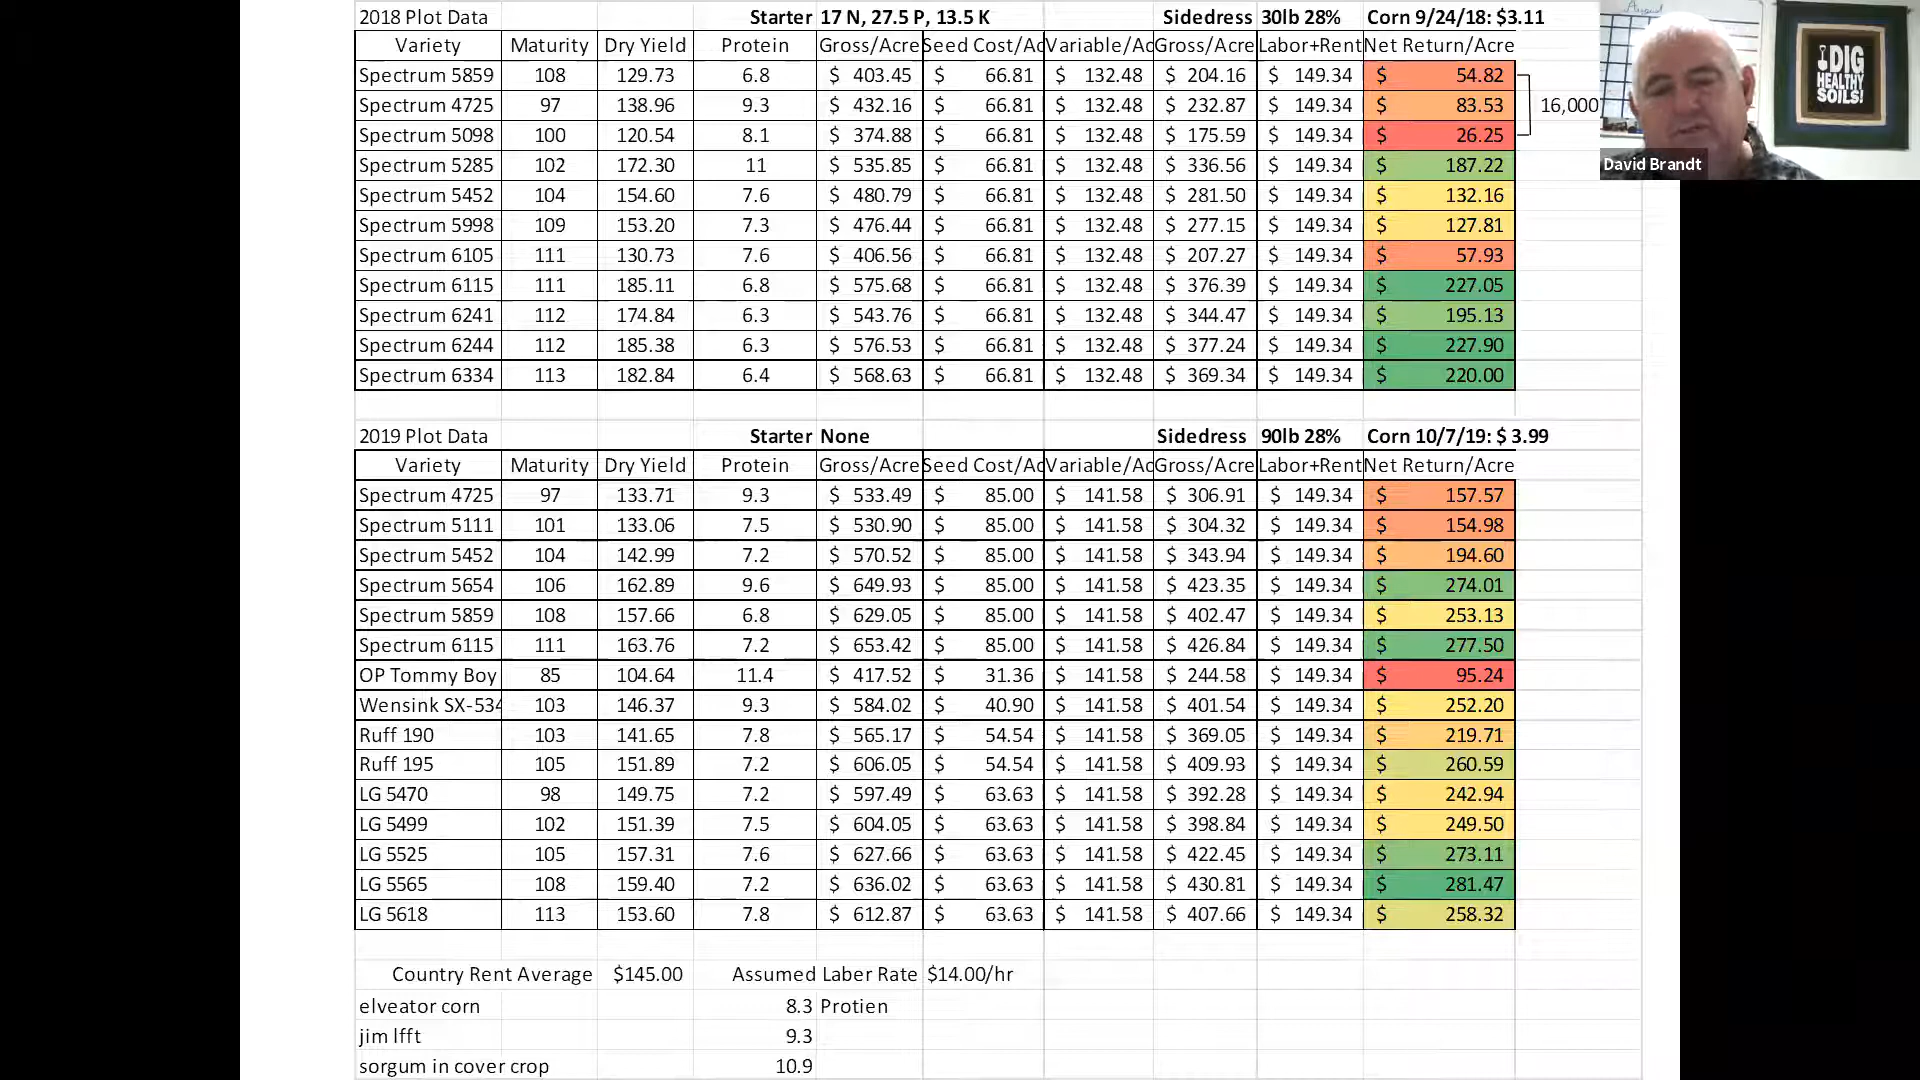 2018 Plot Data Starter 17 N, 27.5 P, 13.5 K Sidedress 30lb 28% Corn 9/24/18: $3.11
Variety Maturity Dry Yield Protein Gross/Acre Seed Cost/Ac Variable/Ac Gross/Acre Labor+Rent Net Return/Acre
Spectrum 5859 108 129.73 6.8 $ 403.45 $ 66.81 $ 132.48 $ 204.16 $ 149.34 $ 54.82
Spectrum 4725 97 138.96 9.3 $ 432.16 $ 66.81 $ 132.48 $ 232.87 $ 149.34 $ 83.53 16,000
Spectrum 5098 100 120.54 8.1 $ 374.88 $ 66.81 $ 132.48 $ 175.59 $ 149.34 $ 26.25
Spectrum 5285 102 172.30 11 $ 535.85 $ 66.81 $ 132.48 $ 336.56 $ 149.34 $ 187.22
Spectrum 5452 104 154.60 7.6 $ 480.79 $ 66.81 $ 132.48 $ 281.50 $ 149.34 $ 132.16
Spectrum 5998 109 153.20 7.3 $ 476.44 $ 66.81 $ 132.48 $ 277.15 $ 149.34 $ 127.81
Spectrum 6105 111 130.73 7.6 $ 406.56 $ 66.81 $ 132.48 $ 207.27 $ 149.34 $ 57.93
Spectrum 6115 111 185.11 6.8 $ 575.68 $ 66.81 $ 132.48 $ 376.39 $ 149.34 $ 227.05
Spectrum 6241 112 174.84 6.3 $ 543.76 $ 66.81 $ 132.48 $ 344.47 $ 149.34 $ 195.13
Spectrum 6244 112 185.38 6.3 $ 576.53 $ 66.81 $ 132.48 $ 377.24 $ 149.34 $ 227.90
Spectrum 6334 113 182.84 6.4 $ 568.63 $ 66.81 $ 132.48 $ 369.34 $ 149.34 $ 220.00
2019 Plot Data Starter None Sidedress 90lb 28% Corn 10/7/19: $ 3.99
Variety Maturity Dry Yield Protein Gross/Acre Seed Cost/Ac Variable/Ac Gross/Acre Labor+Rent Net Return/Acre
Spectrum 4725 97 133.71 9.3 $ 533.49 $ 85.00 $ 141.58 $ 306.91 $ 149.34 $ 157.57
Spectrum 5111 101 133.06 7.5 $ 530.90 $ 85.00 $ 141.58 $ 304.32 $ 149.34 $ 154.98
Spectrum 5452 104 142.99 7.2 $ 570.52 $ 85.00 $ 141.58 $ 343.94 $ 149.34 $ 194.60
Spectrum 5654 106 162.89 9.6 $ 649.93 $ 85.00 $ 141.58 $ 423.35 $ 149.34 $ 274.01
Spectrum 5859 108 157.66 6.8 $ 629.05 $ 85.00 $ 141.58 $ 402.47 $ 149.34 $ 253.13
Spectrum 6115 111 163.76 7.2 $ 653.42 $ 85.00 $ 141.58 $ 426.84 $ 149.34 $ 277.50
OP Tommy Boy 85 104.64 11.4 $ 417.52 $ 31.36 $ 141.58 $ 244.58 $ 149.34 $ 95.24
Wensink SX-534 103 146.37 9.3 $ 584.02 $ 40.90 $ 141.58 $ 401.54 $ 149.34 $ 252.20
Ruff 190 103 141.65 7.8 $ 565.17 $ 54.54 $ 141.58 $ 369.05 $ 149.34 $ 219.71
Ruff 195 105 151.89 7.2 $ 606.05 $ 54.54 $ 141.58 $ 409.93 $ 149.34 $ 260.59
LG 5470 98 149.75 7.2 $ 597.49 $ 63.63 $ 141.58 $ 392.28 $ 149.34 $ 242.94
LG 5499 102 151.39 7.5 $ 604.05 $ 63.63 $ 141.58 $ 398.84 $ 149.34 $ 249.50
LG 5525 105 157.31 7.6 $ 627.66 $ 63.63 $ 141.58 $ 422.45 $ 149.34 $ 273.11
LG 5565 108 159.40 7.2 $ 636.02 $ 63.63 $ 141.58 $ 430.81 $ 149.34 $ 281.47
LG 5618 113 153.60 7.8 $ 612.87 $ 63.63 $ 141.58 $ 407.66 $ 149.34 $ 258.32
Country Rent Average $145.00 Assumed Laber Rate $14.00/hr
elveator corn 8.3 Protien
jim lfft 9.3
sorgum in cover crop 10.9
DIG
HEALTHY
SOILS!
David Brandt